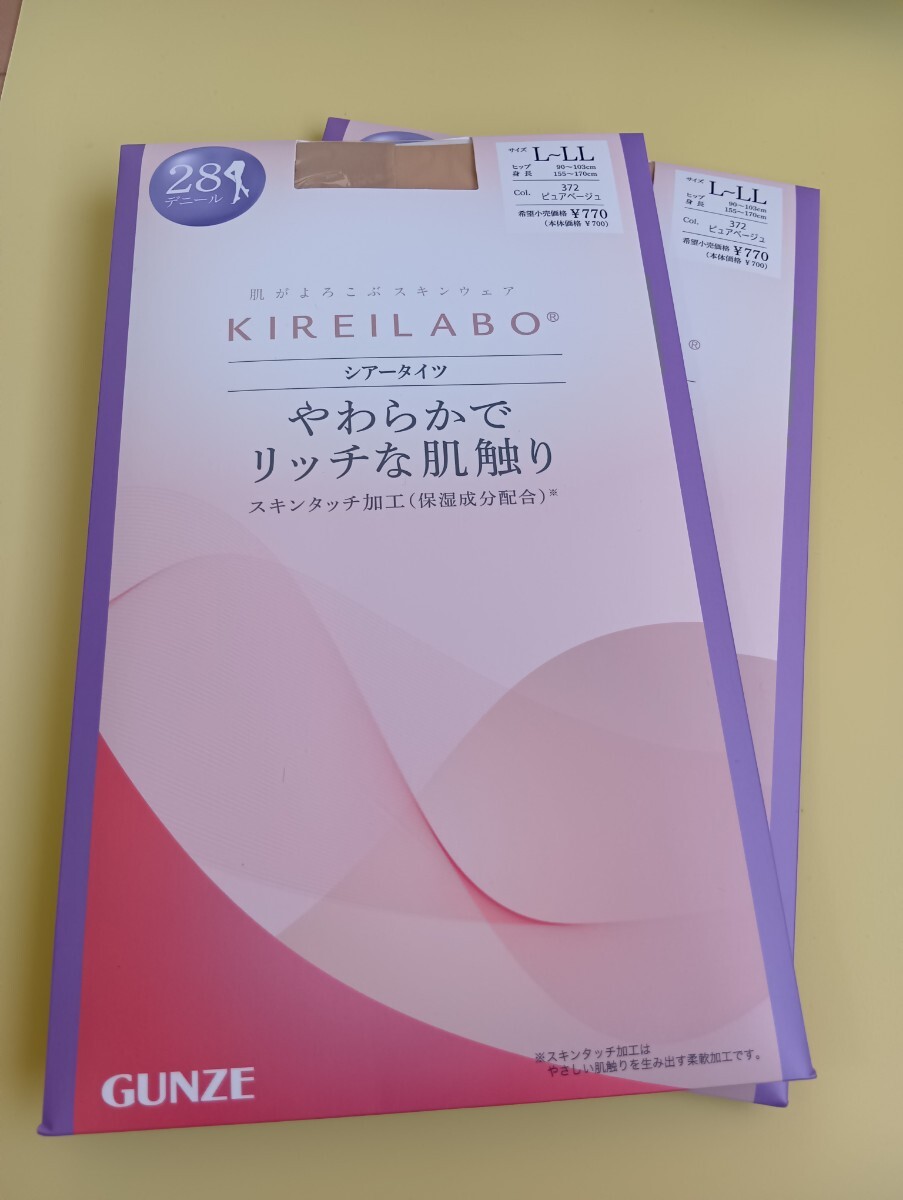 28
デニール
サイズ L~LL
ヒップ 90～103cm
身長 155～170cm
Col. 372
ピュアベージュ
希望小売価格 ¥770
(本体価格 ¥700)
肌がよろこぶスキンウェア
KIREILABO®
シアータイツ
やわらかで
リッチな肌触り
スキンタッチ加工(保湿成分配合)※
※スキンタッチ加工は
やさしい肌触りを生み出す柔軟加工です。
GUNZE
サイズ L~LL
ヒップ 90～103cm
身長 155～170cm
Col. 372
ピュアベージュ
希望小売価格 ¥770
(本体価格 ¥700)
®